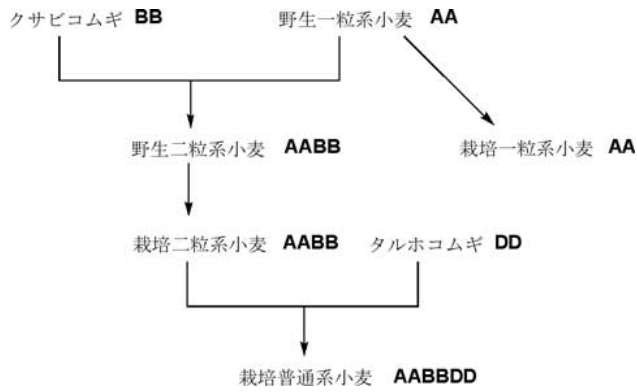 クサビコムギ BB 野生一粒系小麦 AA
野生二粒系小麦 AABB 栽培一粒系小麦 AA
栽培二粒系小麦 AABB タルホコムギ DD
栽培普通系小麦 AABBDD